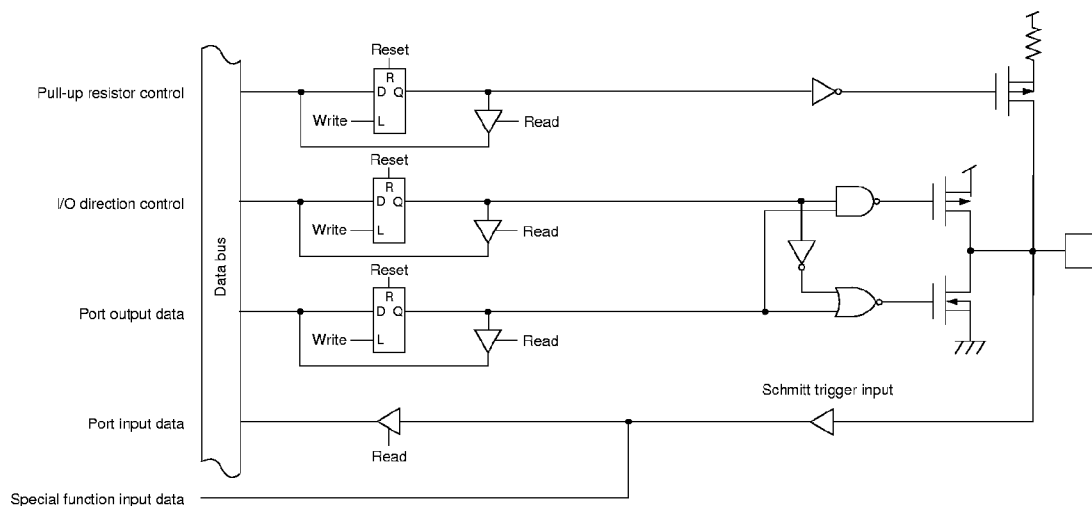 Reset
Pull-up resistor control
R
D Q
Write
L
Read
Reset
I/O direction control
R
D Q
Write
L
Read
Data bus
Reset
Port output data
R
D Q
Write
L
Read
Schmitt trigger input
Port input data
Read
Special function input data